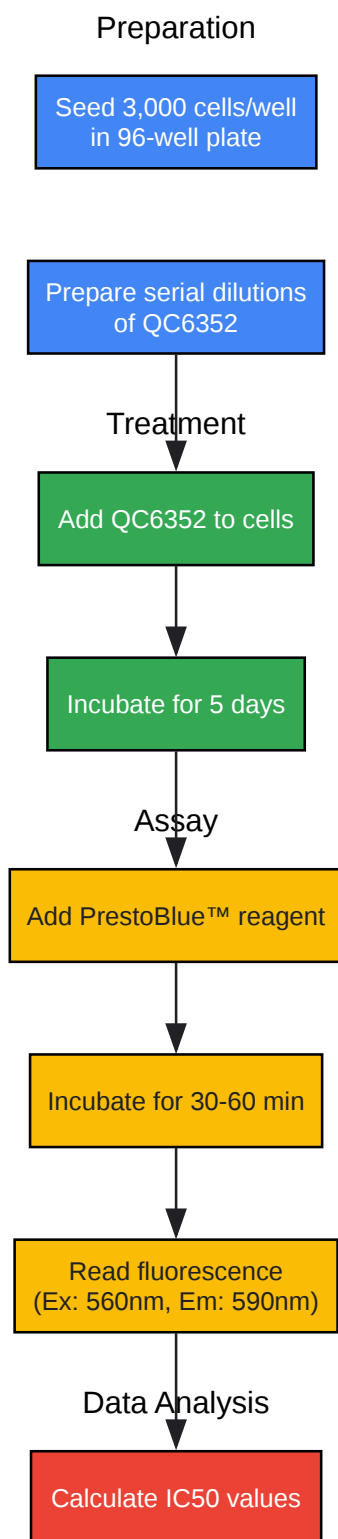 Preparation
Seed 3,000 cells/well
in 96-well plate
Prepare serial dilutions
of QC6352
Treatment
Add QC6352 to cells
Incubate for 5 days
Assay
Add PrestoBlue™ reagent
Incubate for 30-60 min
Read fluorescence
(Ex: 560nm, Em: 590nm)
Data Analysis
Calculate IC50 values